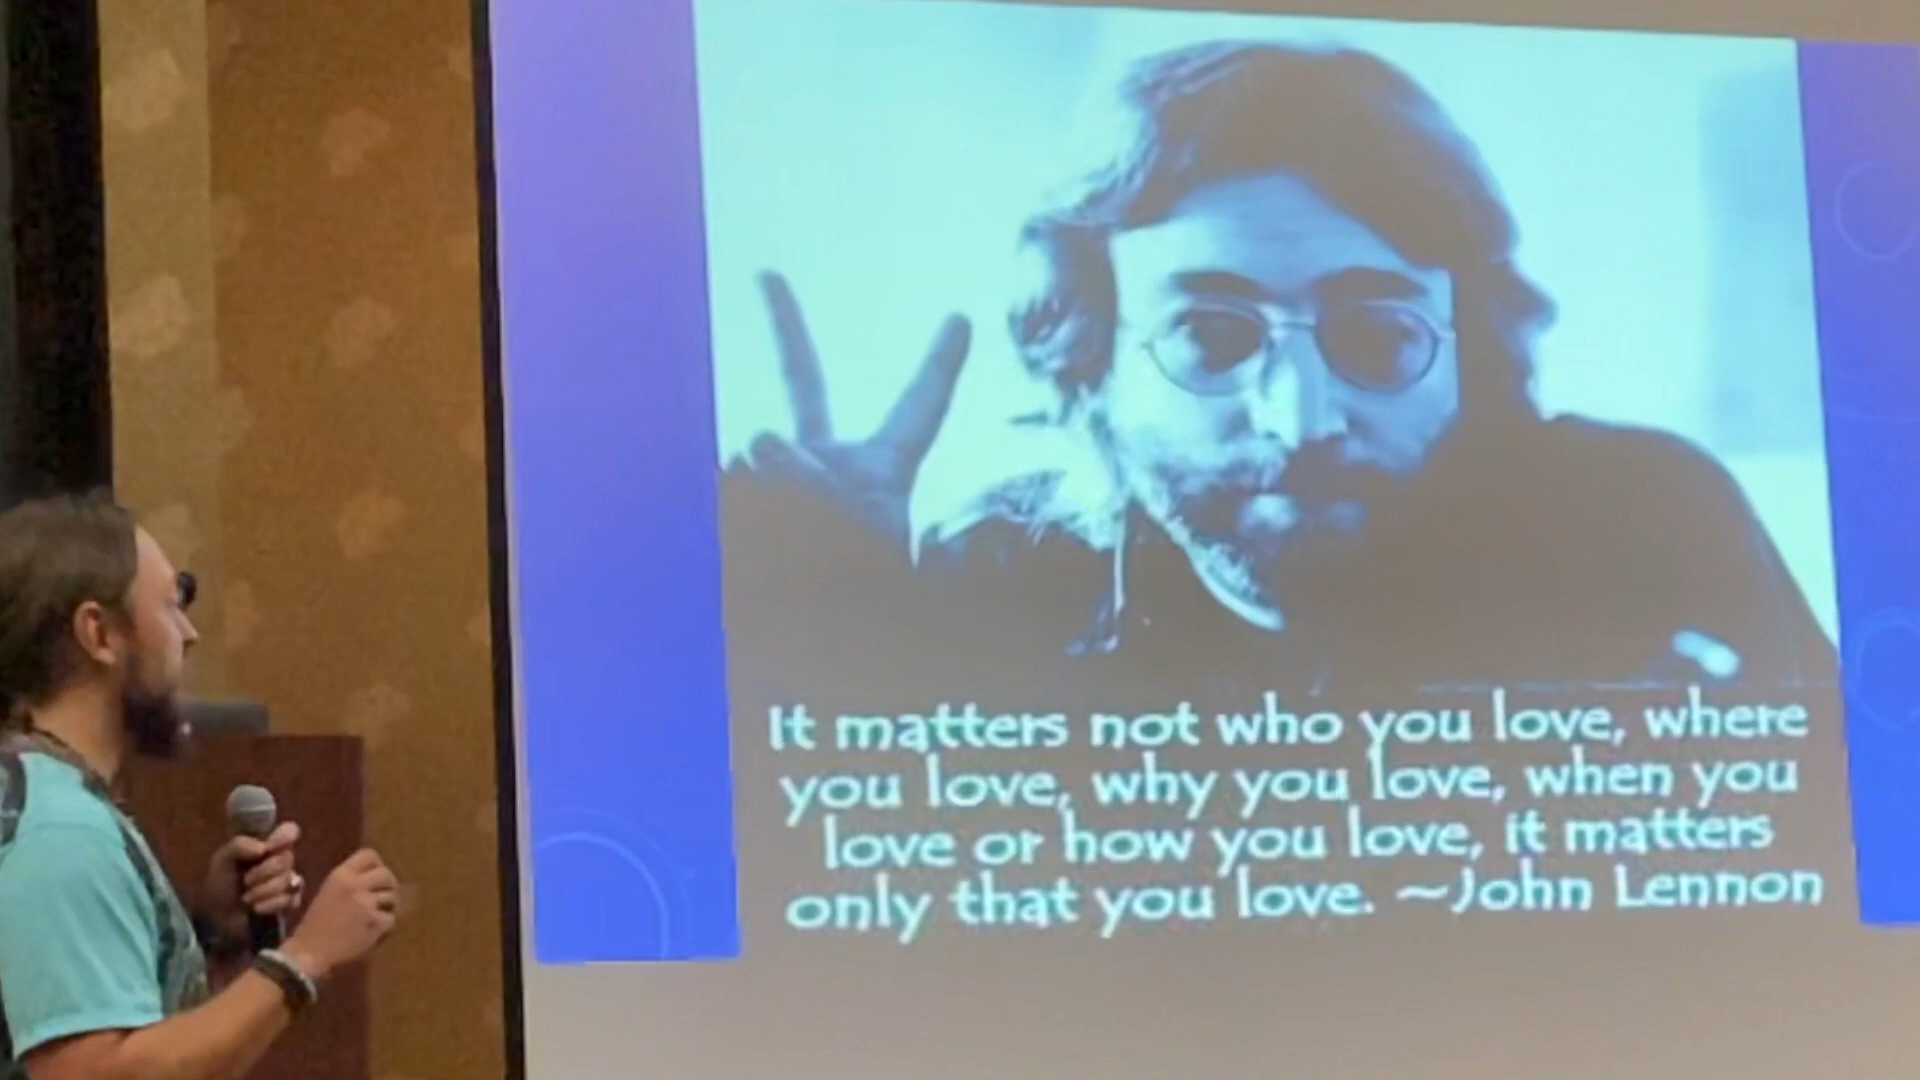 It matters not who you love, where
you love, why you love, when you
love or how you love, it matters
only that you love. ~John Lennon